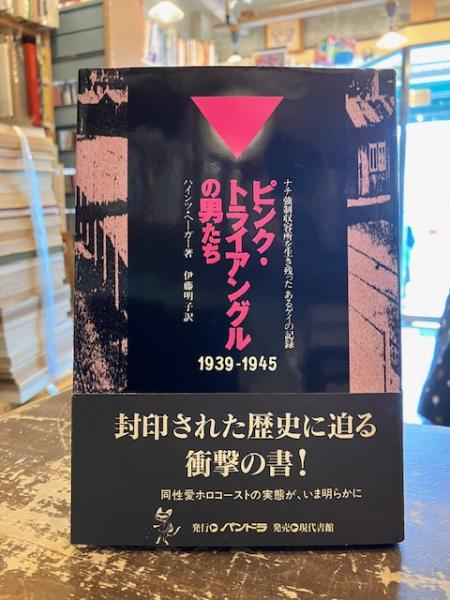 ナチ強制収容所を生き残った あるゲイの記録
ピンク・
トライアングル
の男たち
ハインツ・ヘーガー著 伊藤明子訳
1939-1945
封印された歴史に迫る
衝撃の書!
同性愛ホロコーストの実態が、いま明らかに
発行 パンドラ 発売 現代書館